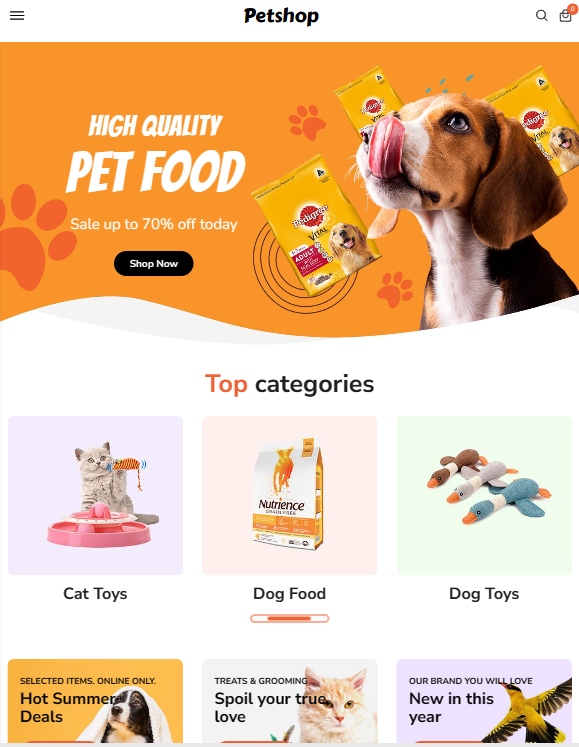 Petshop
0
HIGH QUALITY
PET FOOD
Sale up to 70% off today
Shop Now
Pedigree
VITAL
ADULT
Top categories
Nutrience
GRAIN FREE
Cat Toys
Dog Food
Dog Toys
SELECTED ITEMS. ONLINE ONLY.
Hot Summer
Deals
TREATS & GROOMING
Spoil your true
love
OUR BRAND YOU WILL LOVE
New in this
year